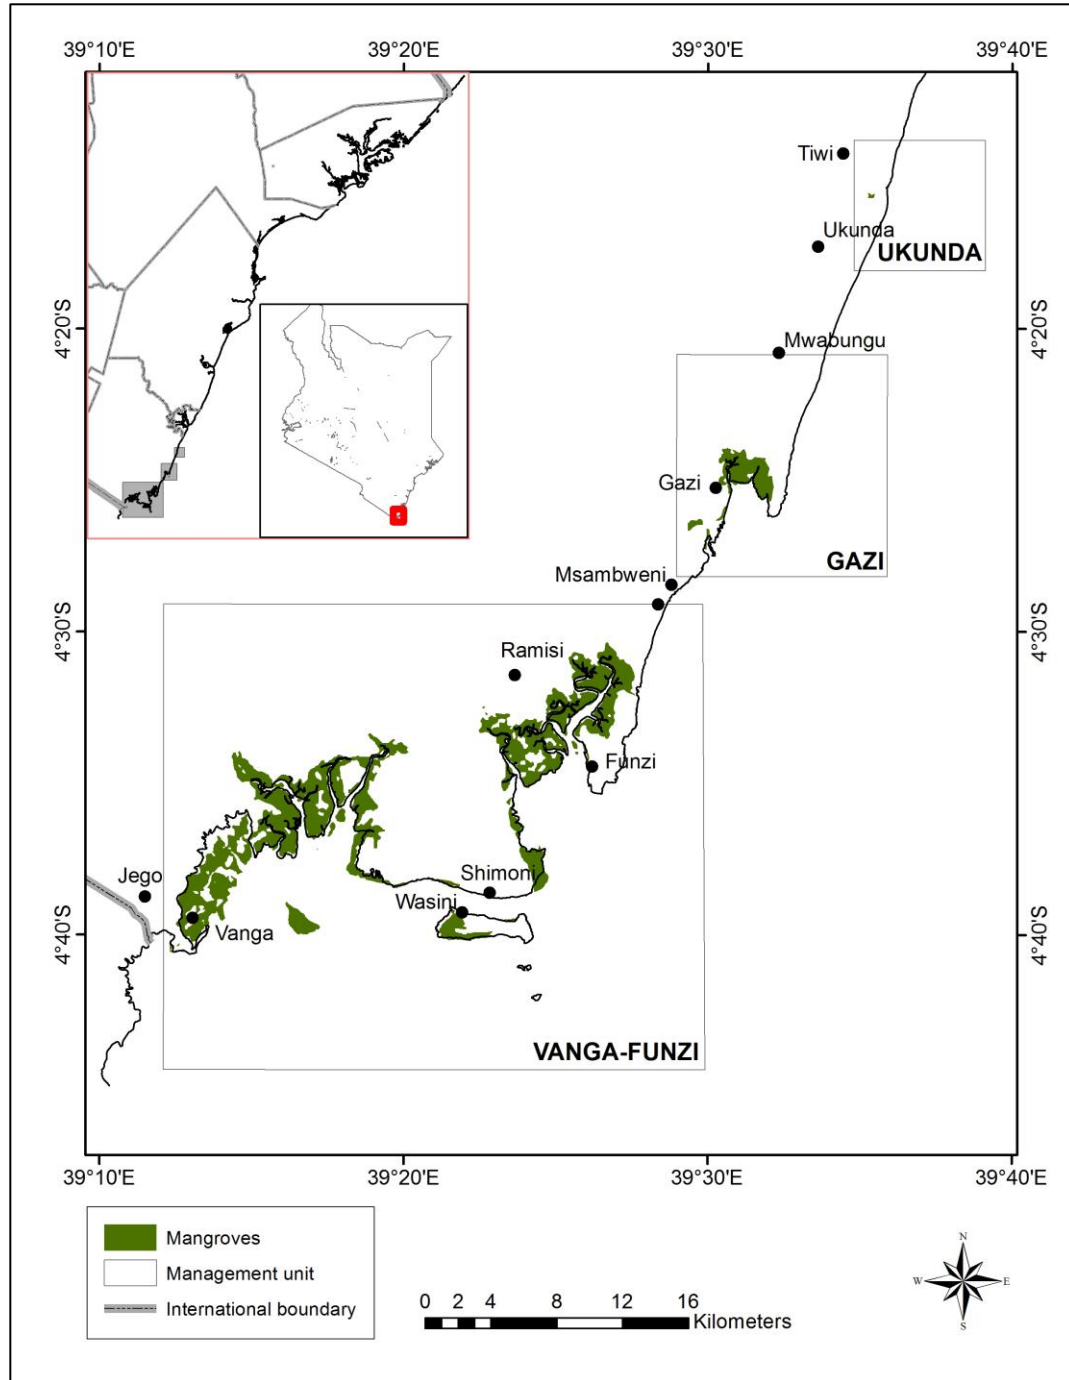 39°10'E 39°20'E 39°30'E 39°40'E
Tiwi
Ukunda
UKUNDA
4°20'S 4°20'S
Mwabungu
Gazi
GAZI
Msambweni
4°30'S 4°30'S
Ramisi
Funzi
Jego
Shimoni
Wasini
Vanga
4°40'S 4°40'S
VANGA-FUNZI
39°10'E 39°20'E 39°30'E 39°40'E
Mangroves
Management unit
International boundary
0 2 4 8 12 16
Kilometers
N
W E
S